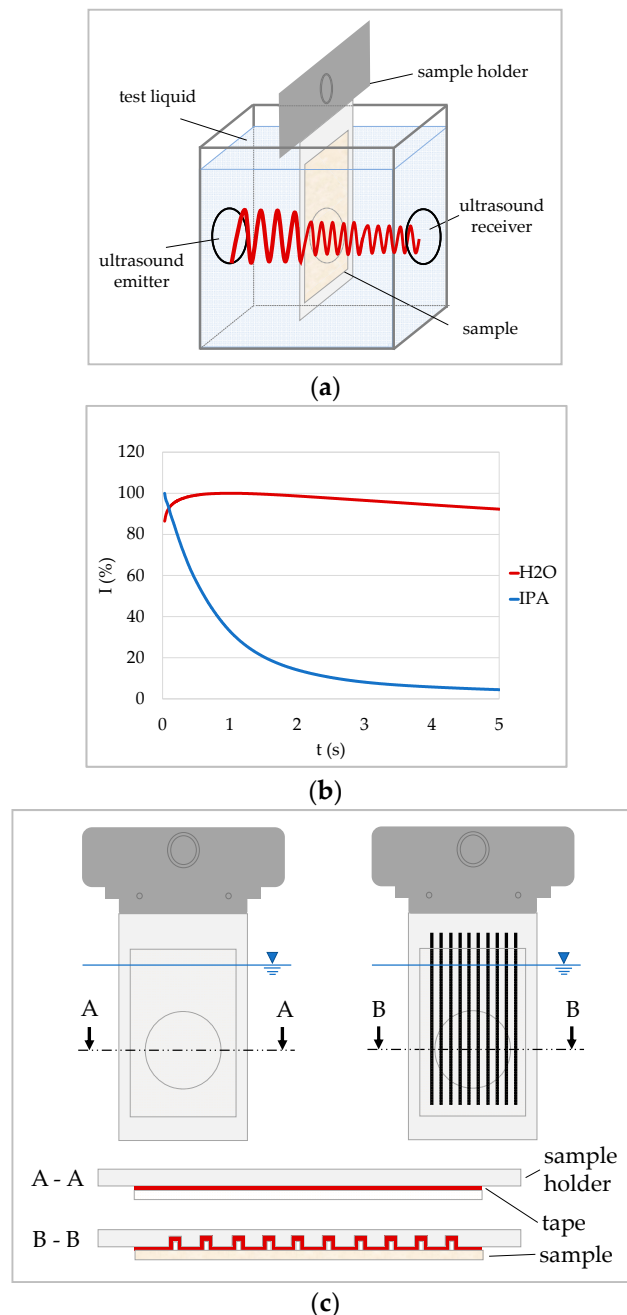 sample holder
test liquid
ultrasound
receiver
ultrasound
emitter
sample
(a)
120
100
80
60
40
20
0
I (%)
0 1 2 3 4 5
t (s)
H2O
IPA
(b)
A A B B
A - A
sample
holder
tape
B - B
sample
(c)